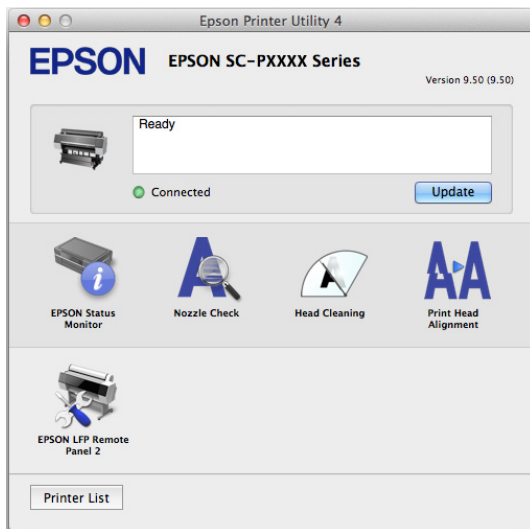 Epson Printer Utility 4
EPSON
EPSON SC-PXXXX Series
Version 9.50 (9.50)
Ready
Connected
Update
EPSON Status
Monitor
Nozzle Check
Head Cleaning
Print Head
Alignment
EPSON LFP Remote
Panel 2
Printer List